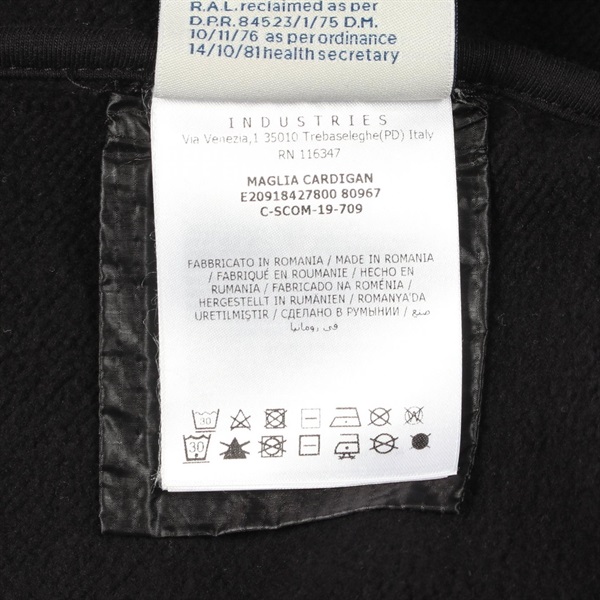 R.A.L. reclaimed as per
D.P.R. 84523/1/75 D.M.
10/11/76 as per ordinance
14/10/81 health secretary
INDUSTRIES
Via Venezia,1 35010 Trebaseleghe(PD) Italy
RN 116347
MAGLIA CARDIGAN
E20918427800 80967
C-SCOM-19-709
FABBRICATO IN ROMANIA / MADE IN ROMANIA
/ FABRIQUÉ EN ROUMANIE / HECHO EN
RUMANIA / FABRICADO NA ROMÉNIA /
HERGESTELLT IN RUMÄNIEN / ROMANYA'DA
URETILMIŞTIR / СДЕЛАНО В РУМЫНИИ / صنع
في رومانيا
30
30